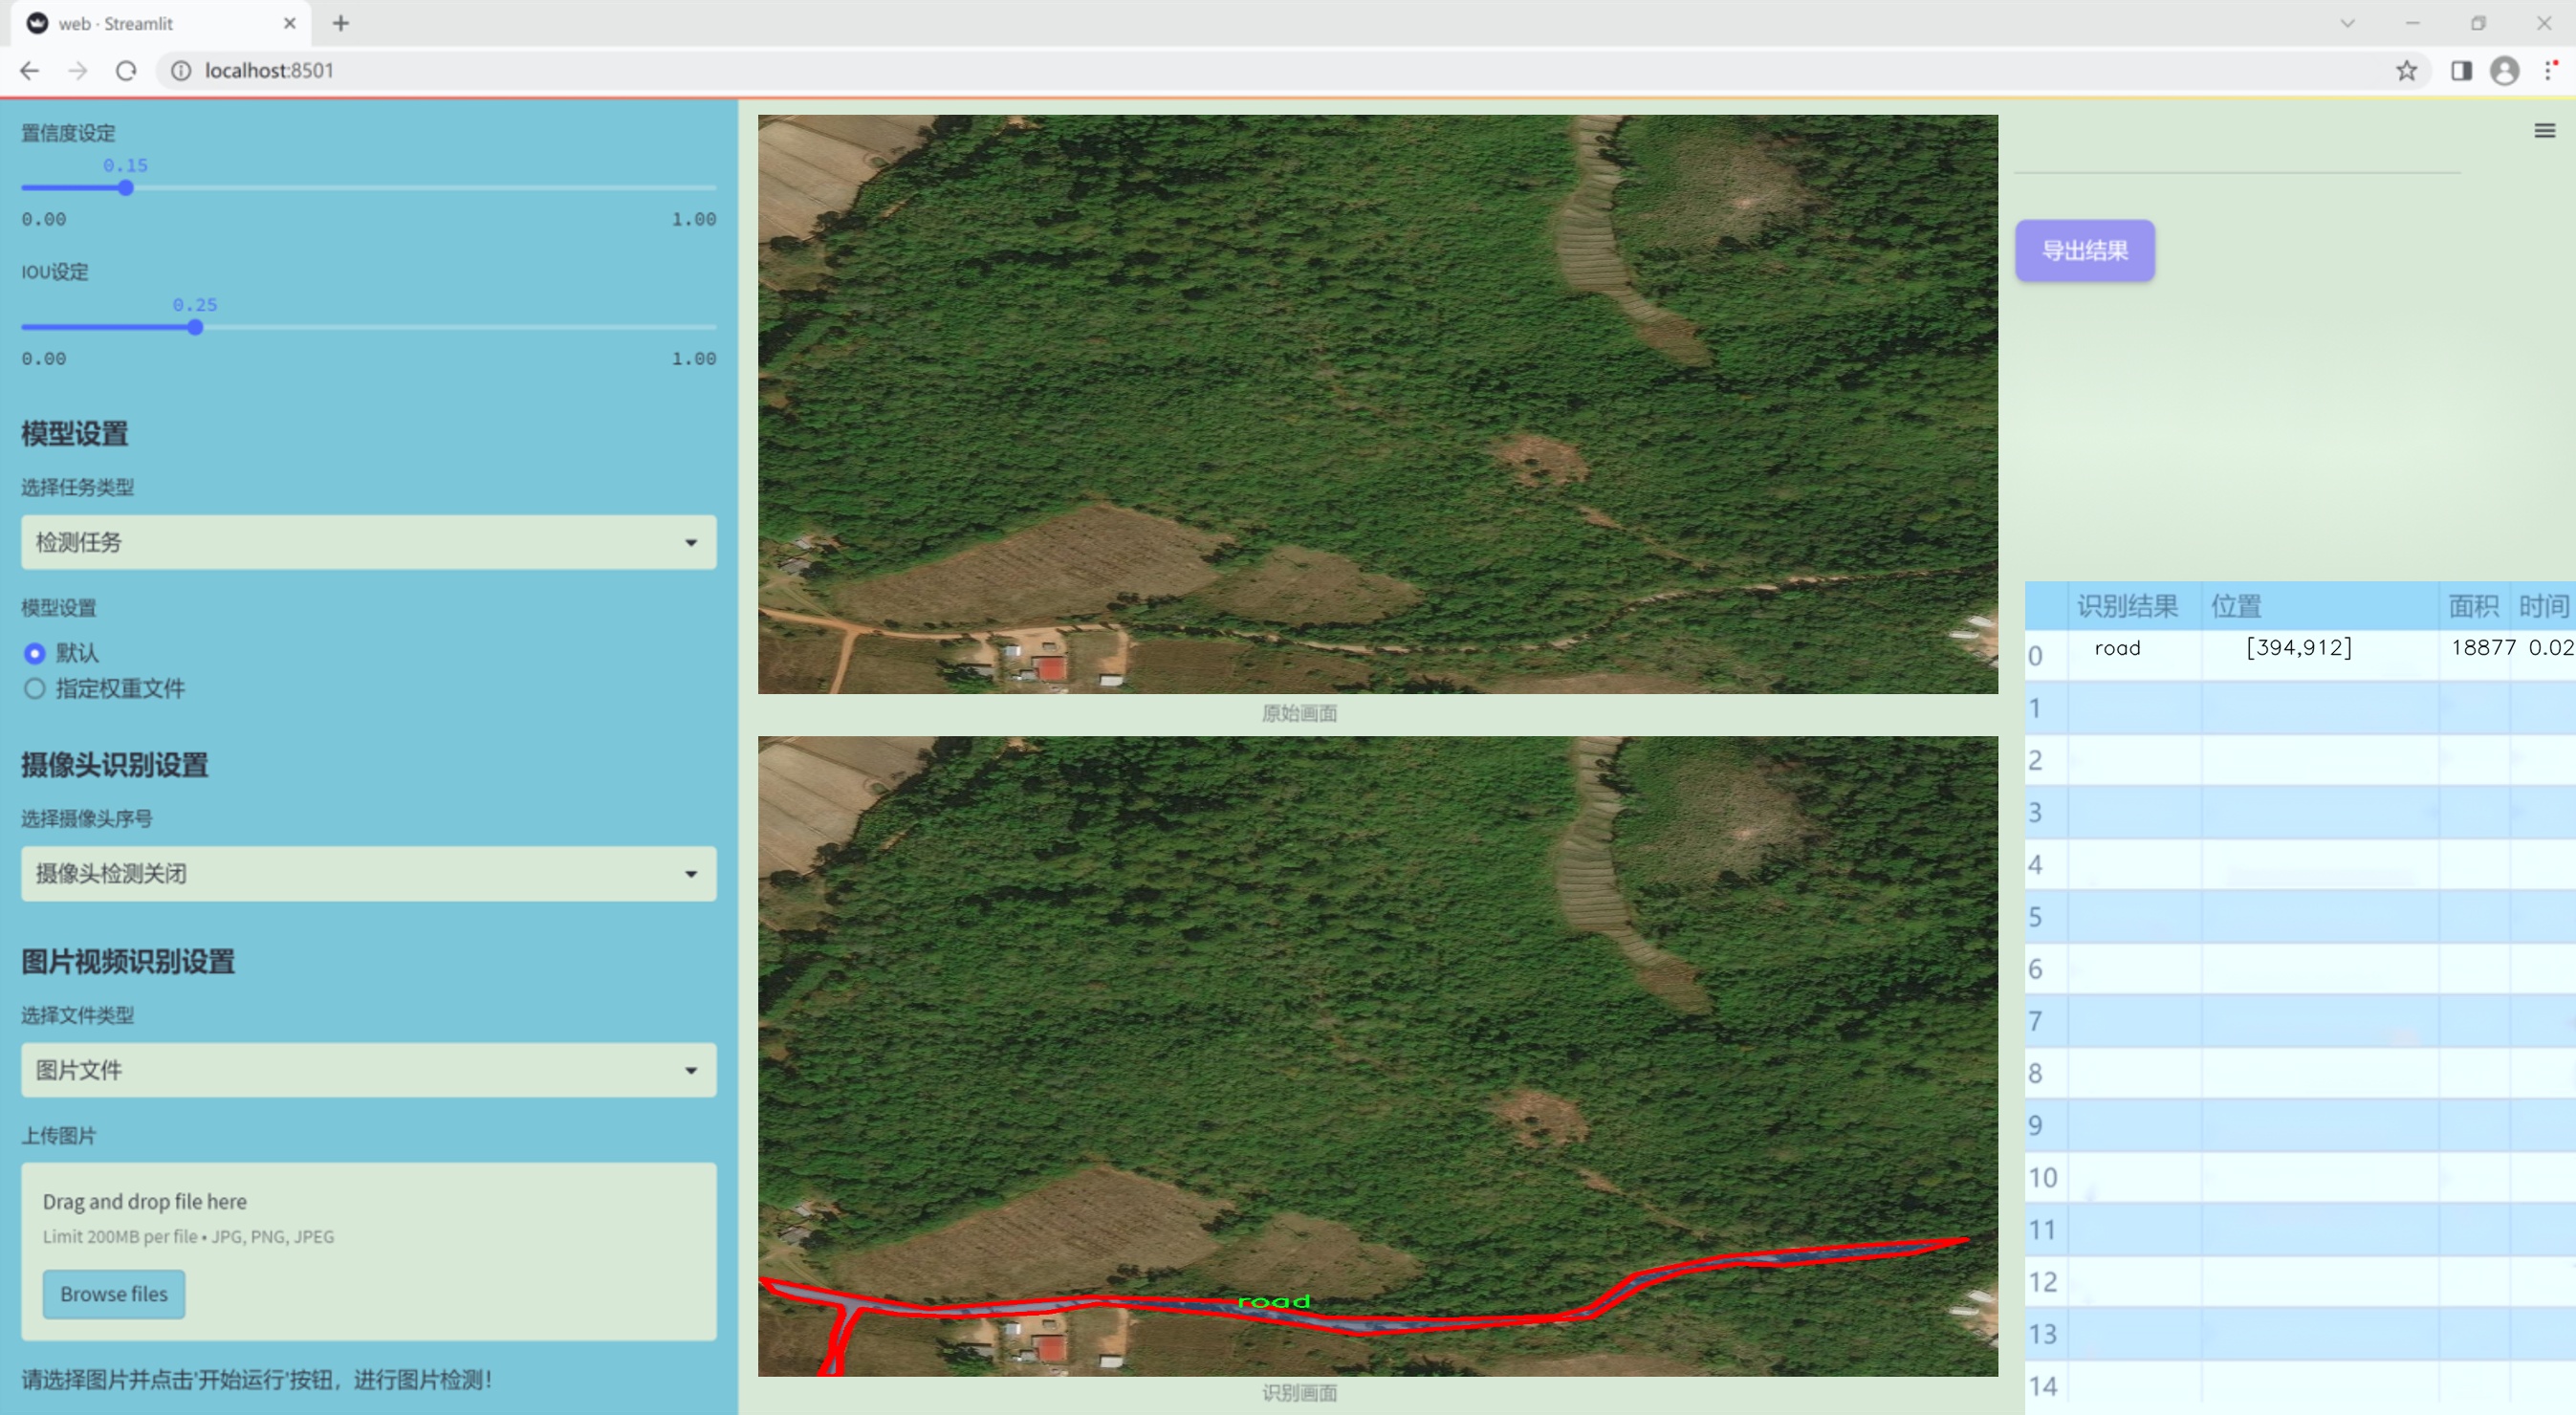 web · Streamlit
localhost:8501
置信度设定
0.15
0.00 1.00
IOU设定
0.25
0.00 1.00
模型设置
选择任务类型
检测任务
模型设置
默认
指定权重文件
摄像头识别设置
选择摄像头序号
摄像头检测关闭
图片视频识别设置
选择文件类型
图片文件
上传图片
Drag and drop file here
Limit 200MB per file • JPG, PNG, JPEG
Browse files
请选择图片并点击'开始运行'按钮，进行图片检测！
原始画面
road
识别画面
导出结果
识别结果 位置 面积 时间
0 road [394,912] 18877 0.02
1
2
3
4
5
6
7
8
9
10
11
12
13
14